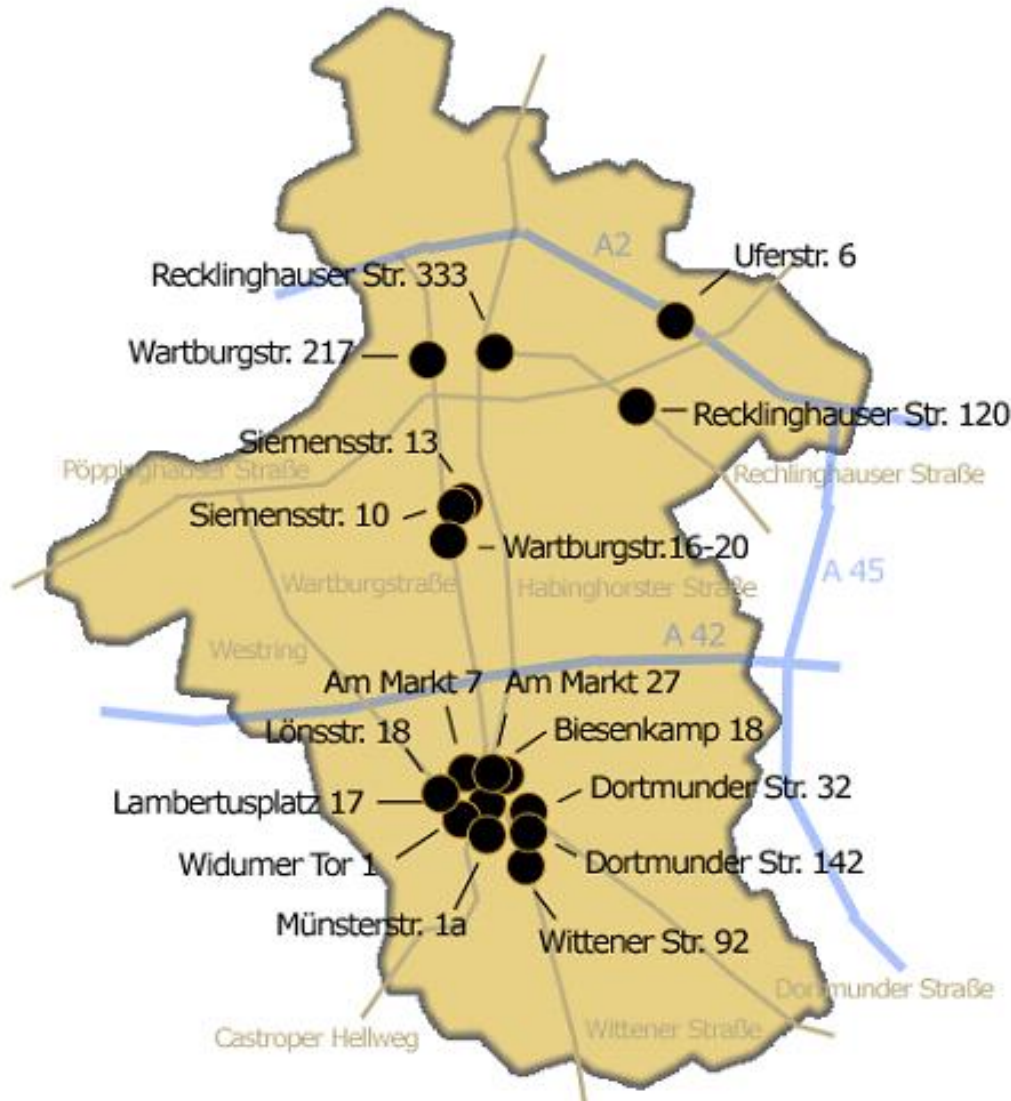 A2
Uferstr. 6
Recklinghauser Str. 333
Wartburgstr. 217
Recklinghauser Str. 120
Siemensstr. 13
Pöppinghauser Straße
Rechlinghauser Straße
Siemensstr. 10
Wartburgstr.16-20
A 45
Wartburgstraße
Habinghorster Straße
A 42
Westring
Am Markt 7
Am Markt 27
Lönsstr. 18
Biesenkamp 18
Lambertusplatz 17
Dortmunder Str. 32
Widumer Tor 1
Dortmunder Str. 142
Münsterstr. 1a
Wittener Str. 92
Dortmunder Straße
Castroper Hellweg
Wittener Straße